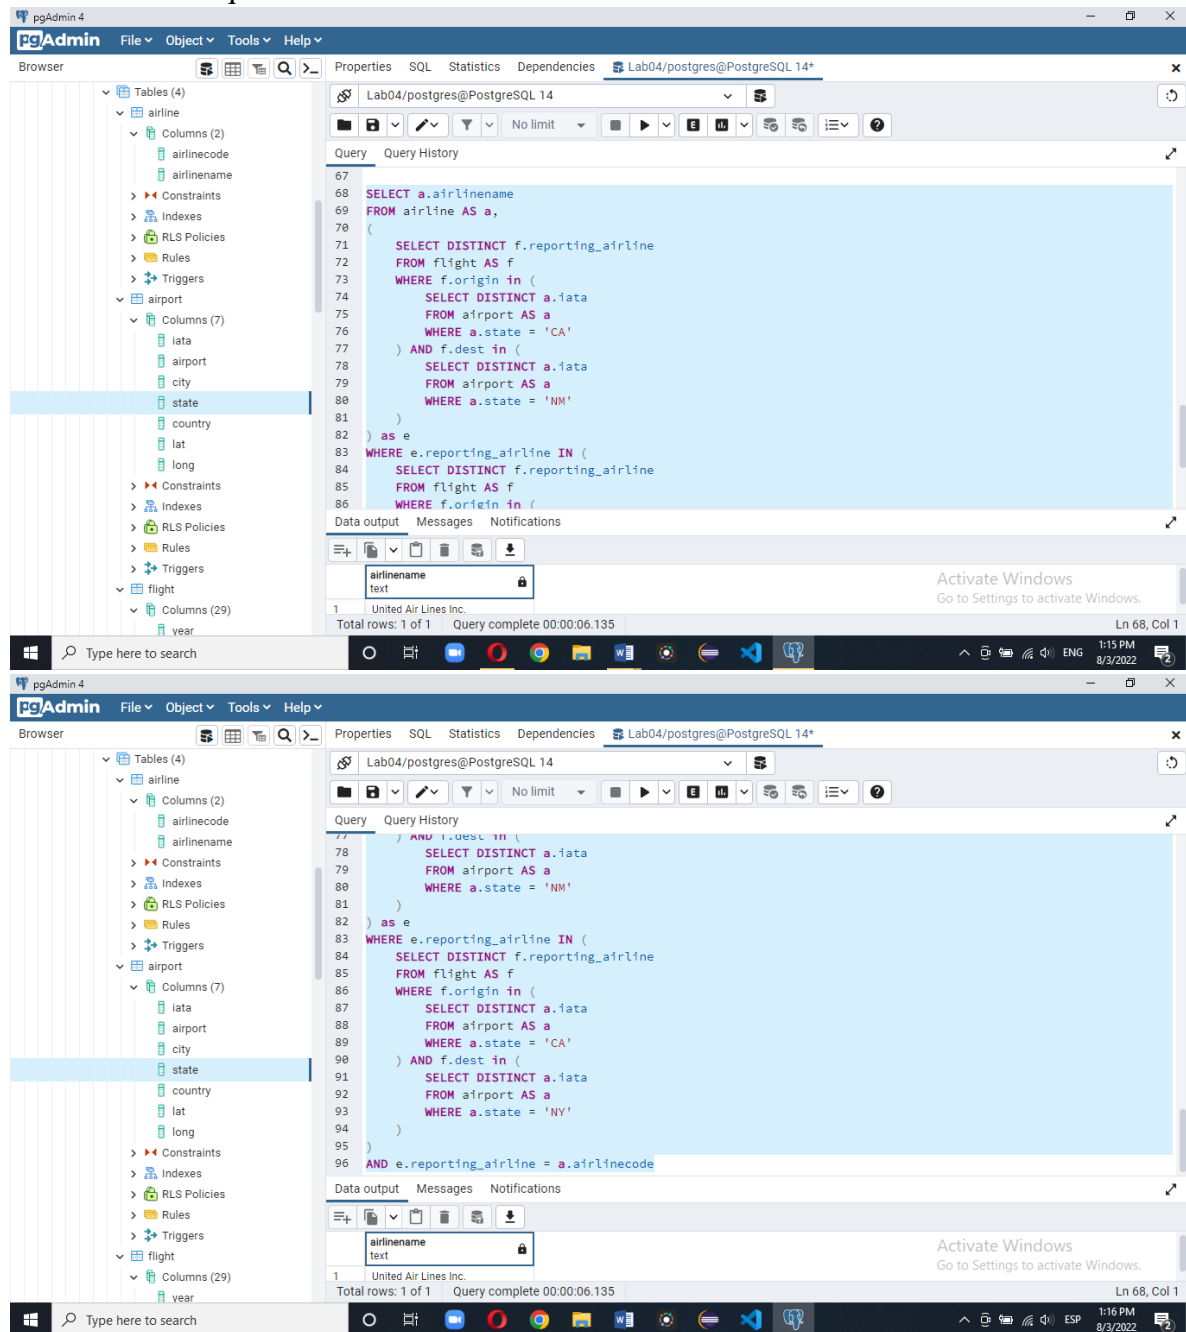 pgAdmin 4
pgAdmin File Object Tools Help
Browser
Properties SQL Statistics Dependencies Lab04/postgres@PostgreSQL 14*
Tables (4)
airline
Columns (2)
airlinecode
airlinename
Constraints
Indexes
RLS Policies
Rules
Triggers
airport
Columns (7)
iata
airport
city
state
country
lat
long
Constraints
Indexes
RLS Policies
Rules
Triggers
flight
Columns (29)
year
Lab04/postgres@PostgreSQL 14
No limit
Query Query History
67
68 SELECT a.airlinename
69 FROM airline AS a,
70 (
71 SELECT DISTINCT f.reporting_airline
72 FROM flight AS f
73 WHERE f.origin in (
74 SELECT DISTINCT a.iata
75 FROM airport AS a
76 WHERE a.state = 'CA'
77 ) AND f.dest in (
78 SELECT DISTINCT a.iata
79 FROM airport AS a
80 WHERE a.state = 'NM'
81 )
82 ) as e
83 WHERE e.reporting_airline IN (
84 SELECT DISTINCT f.reporting_airline
85 FROM flight AS f
86 WHERE f.origin in (
Data output Messages Notifications
airlinename
text
1 United Air Lines Inc.
Activate Windows
Go to Settings to activate Windows.
Total rows: 1 of 1 Query complete 00:00:06.135 Ln 68, Col 1
Type here to search
ENG
1:15 PM
8/3/2022
2
pgAdmin 4
pgAdmin File Object Tools Help
Browser
Properties SQL Statistics Dependencies Lab04/postgres@PostgreSQL 14*
Tables (4)
airline
Columns (2)
airlinecode
airlinename
Constraints
Indexes
RLS Policies
Rules
Triggers
airport
Columns (7)
iata
airport
city
state
country
lat
long
Constraints
Indexes
RLS Policies
Rules
Triggers
flight
Columns (29)
year
Lab04/postgres@PostgreSQL 14
No limit
Query Query History
77 ) AND f.dest in (
78 SELECT DISTINCT a.iata
79 FROM airport AS a
80 WHERE a.state = 'NM'
81 )
82 ) as e
83 WHERE e.reporting_airline IN (
84 SELECT DISTINCT f.reporting_airline
85 FROM flight AS f
86 WHERE f.origin in (
87 SELECT DISTINCT a.iata
88 FROM airport AS a
89 WHERE a.state = 'CA'
90 ) AND f.dest in (
91 SELECT DISTINCT a.iata
92 FROM airport AS a
93 WHERE a.state = 'NY'
94 )
95 )
96 AND e.reporting_airline = a.airlinecode
Data output Messages Notifications
airlinename
text
1 United Air Lines Inc.
Activate Windows
Go to Settings to activate Windows.
Total rows: 1 of 1 Query complete 00:00:06.135 Ln 68, Col 1
Type here to search
ESP
1:16 PM
8/3/2022
2